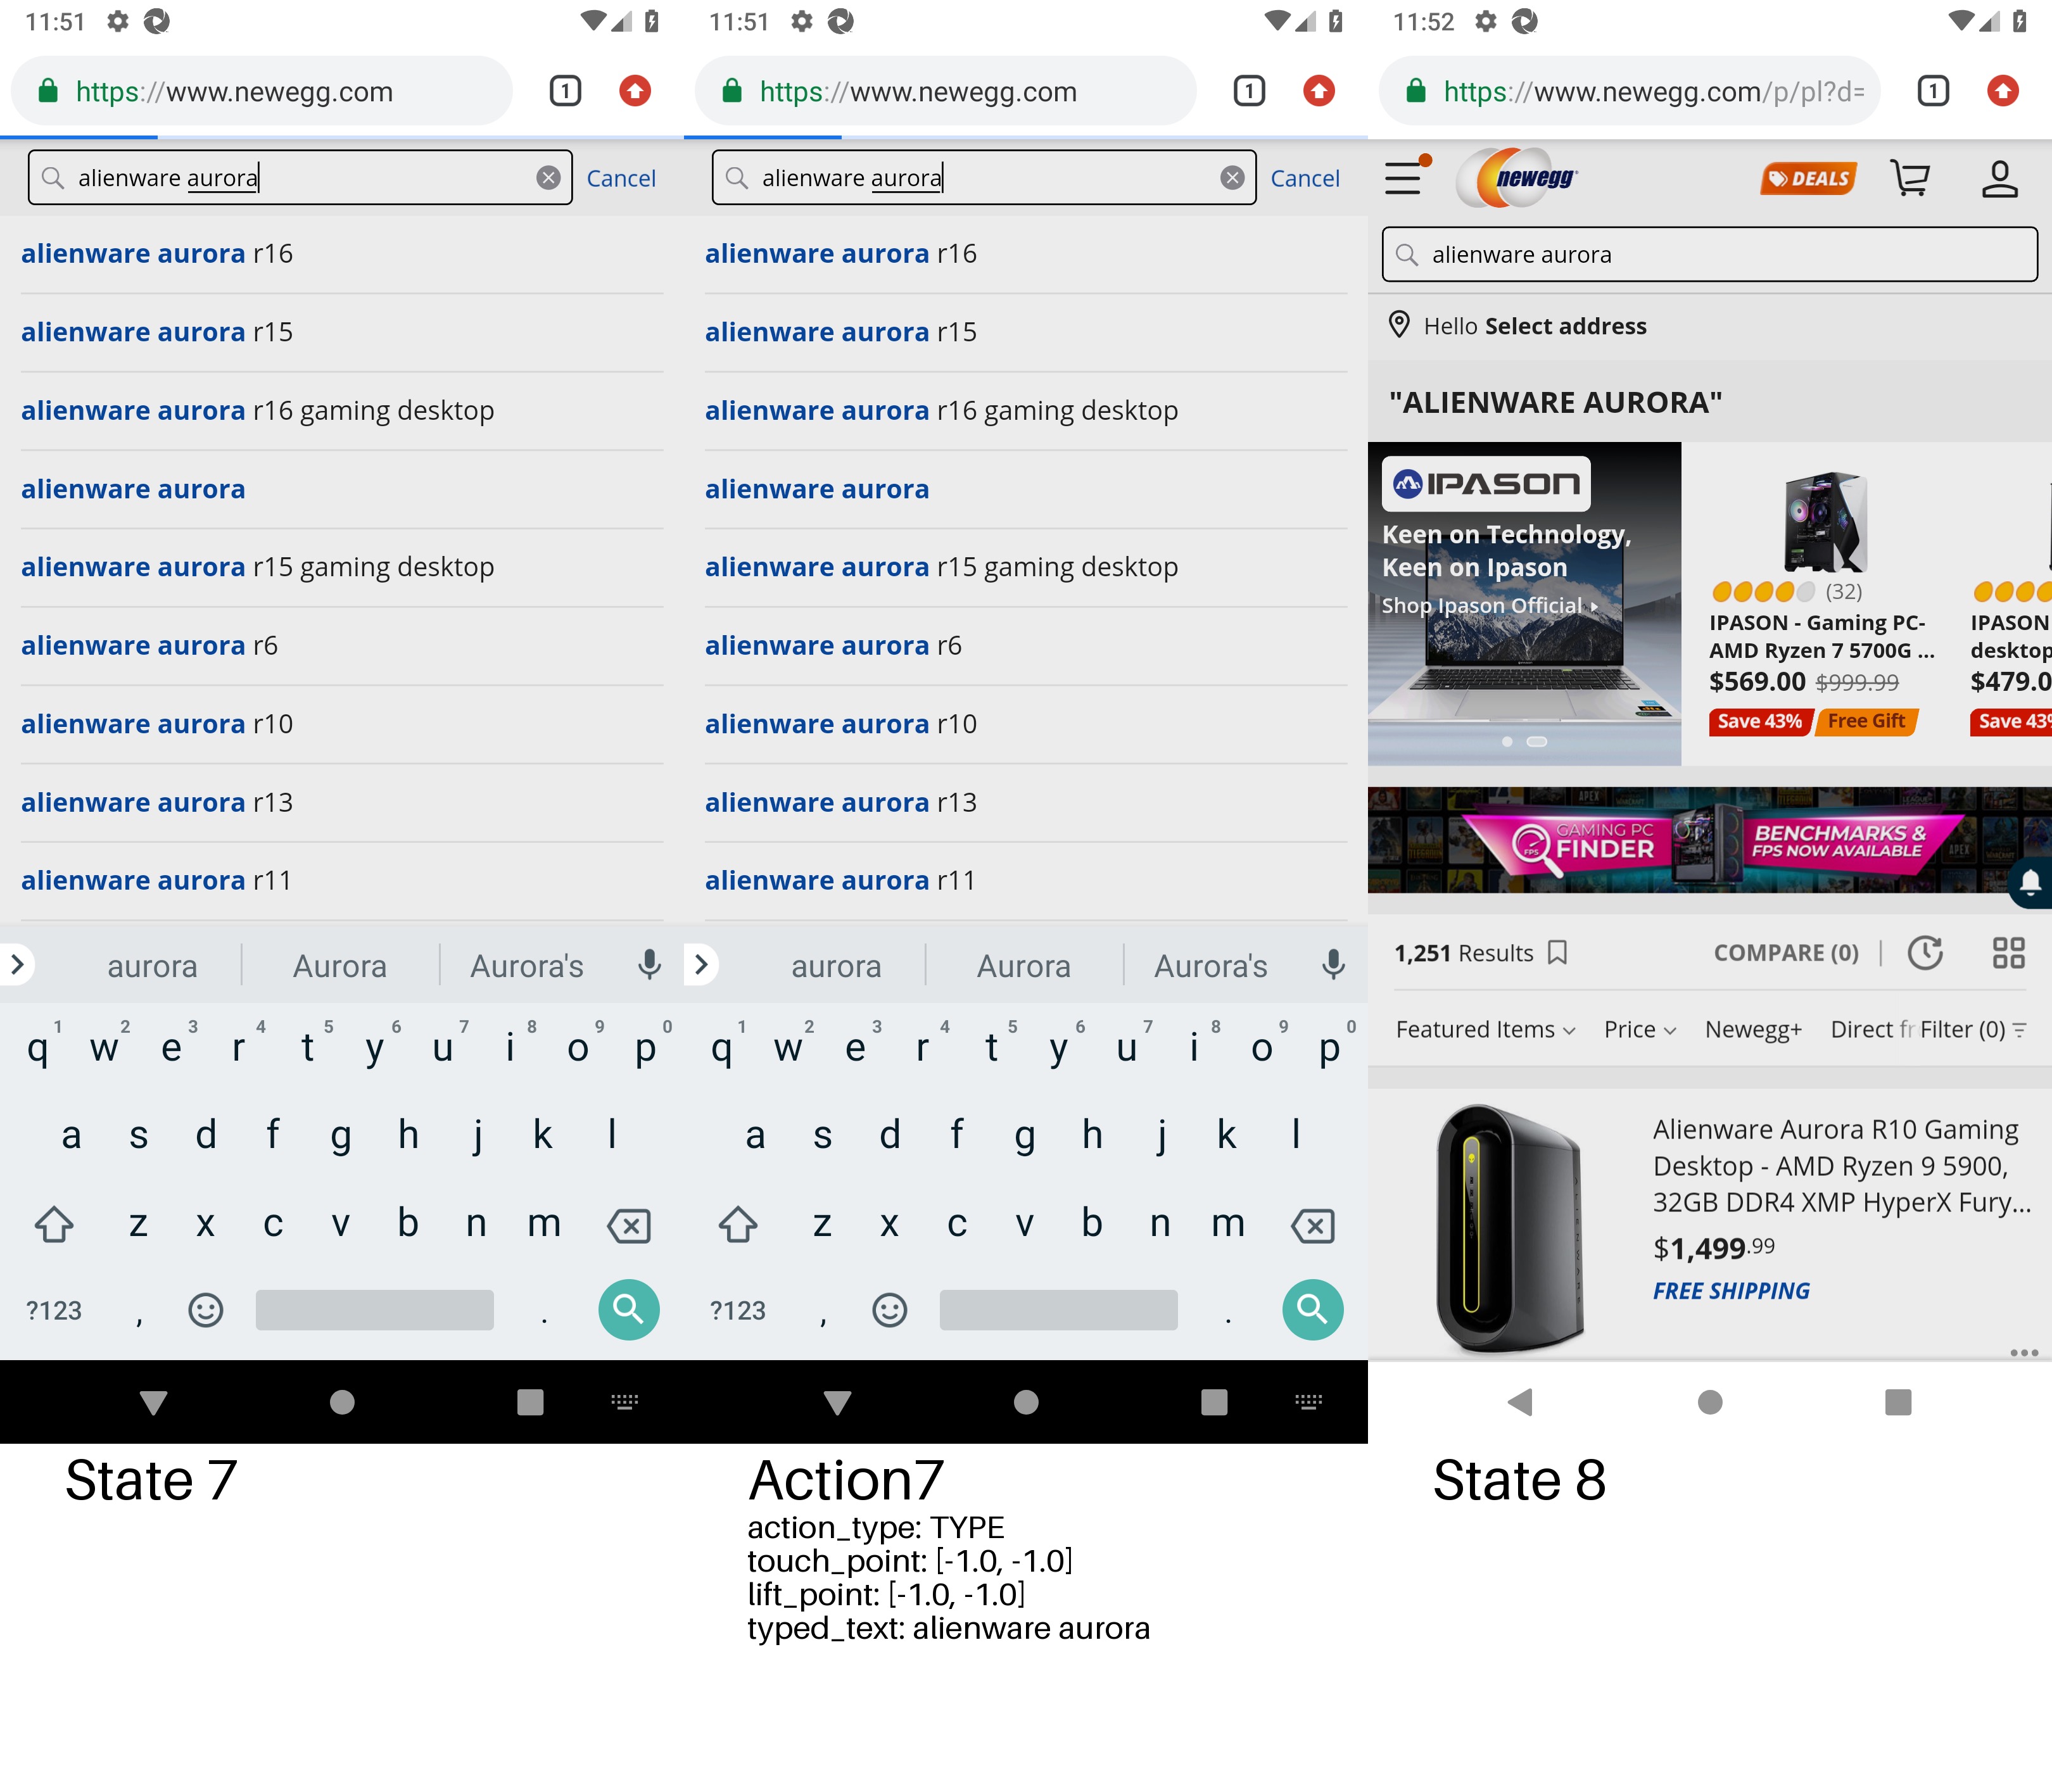 11:51
https://www.newegg.com
1
alienware aurora
Cancel
alienware aurora r16
alienware aurora r15
alienware aurora r16 gaming desktop
alienware aurora
alienware aurora r15 gaming desktop
alienware aurora r6
alienware aurora r10
alienware aurora r13
alienware aurora r11
aurora Aurora Aurora's
1 2 3 4 5 6 7 8 9 0
q w e r t y u i o p
a s d f g h j k l
z x c v b n m
?123 , .
State 7
11:51
https://www.newegg.com
1
alienware aurora
Cancel
alienware aurora r16
alienware aurora r15
alienware aurora r16 gaming desktop
alienware aurora
alienware aurora r15 gaming desktop
alienware aurora r6
alienware aurora r10
alienware aurora r13
alienware aurora r11
aurora Aurora Aurora's
1 2 3 4 5 6 7 8 9 0
q w e r t y u i o p
a s d f g h j k l
z x c v b n m
?123 , .
Action7
action_type: TYPE
touch_point: [-1.0, -1.0]
lift_point: [-1.0, -1.0]
typed_text: alienware aurora
11:52
https://www.newegg.com/p/pl?d=
1
newegg
DEALS
alienware aurora
Hello Select address
"ALIENWARE AURORA"
IPASON
Keen on Technology,
Keen on Ipason
Shop Ipason Official
(32)
IPASON - Gaming PC-
AMD Ryzen 7 5700G ...
$569.00 $999.99
Save 43% Free Gift
IPASON
desktop
$479.0
Save 43%
GAMING PC
FINDER
FPS
BENCHMARKS &
FPS NOW AVAILABLE
1,251 Results
COMPARE (0)
Featured Items Price Newegg+ Direct fr Filter (0)
Alienware Aurora R10 Gaming
Desktop - AMD Ryzen 9 5900,
32GB DDR4 XMP HyperX Fury...
$1,499.99
FREE SHIPPING
State 8